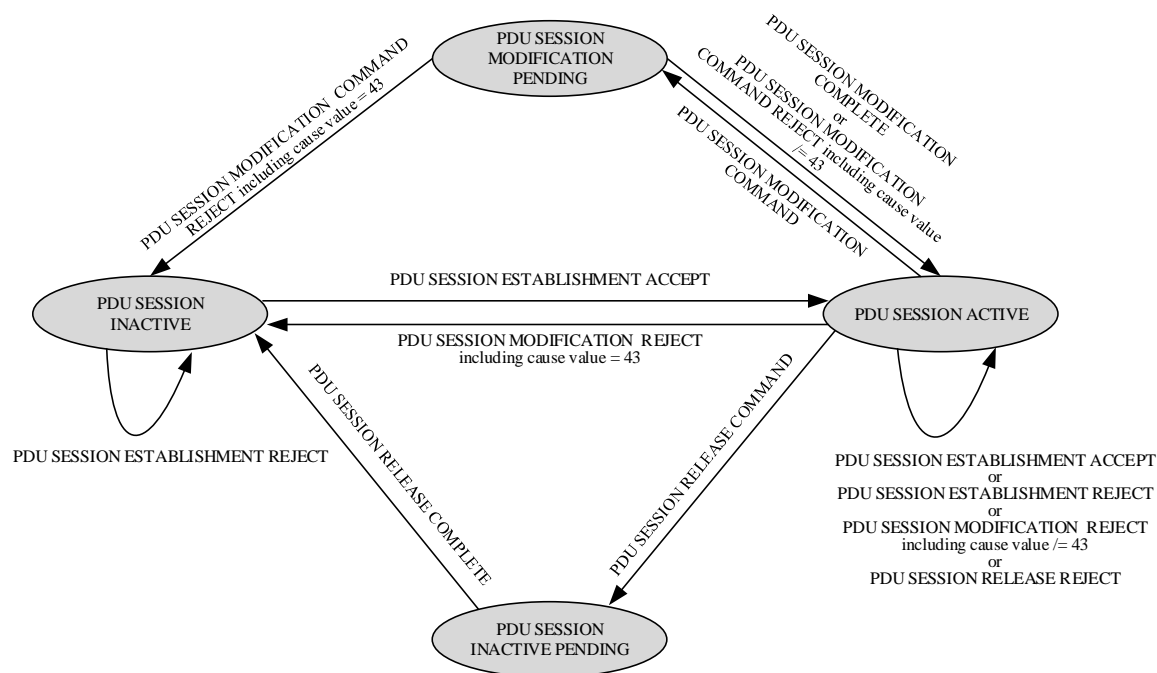 PDU SESSION
MODIFICATION
PENDING
PDU SESSION MODIFICATION COMMAND
REJECT including cause value = 43
PDU SESSION MODIFICATION
COMPLETE
or
PDU SESSION MODIFICATION
COMMAND REJECT including cause value
/= 43
PDU SESSION MODIFICATION
COMMAND
PDU SESSION
INACTIVE
PDU SESSION ESTABLISHMENT ACCEPT
PDU SESSION ACTIVE
PDU SESSION MODIFICATION REJECT
including cause value = 43
PDU SESSION ESTABLISHMENT REJECT
PDU SESSION RELEASE COMPLETE
PDU SESSION RELEASE COMMAND
PDU SESSION ESTABLISHMENT ACCEPT
or
PDU SESSION ESTABLISHMENT REJECT
or
PDU SESSION MODIFICATION REJECT
including cause value /= 43
or
PDU SESSION RELEASE REJECT
PDU SESSION
INACTIVE PENDING